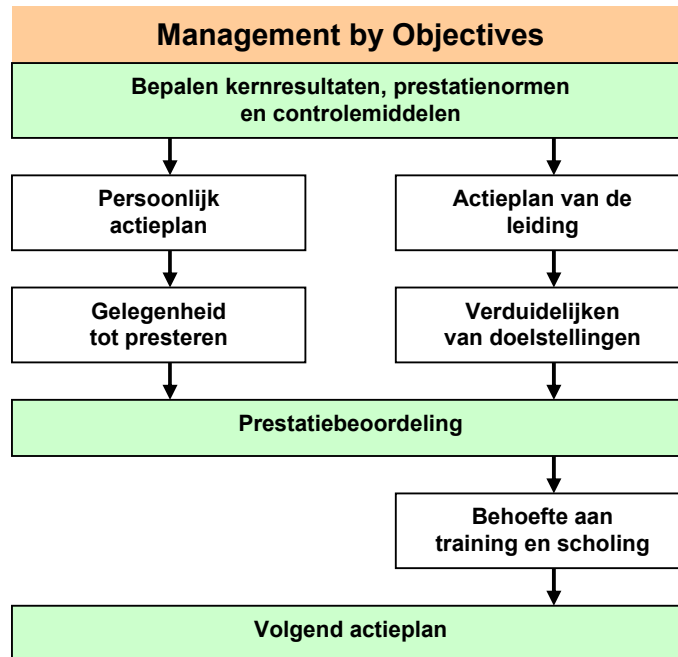 Management by Objectives
Bepalen kernresultaten, prestatienormen
en controlemiddelen
Persoonlijk
actieplan
Actieplan van de
leiding
Gelegenheid
tot presteren
Verduidelijken
van doelstellingen
Prestatiebeoordeling
Behoefte aan
training en scholing
Volgend actieplan